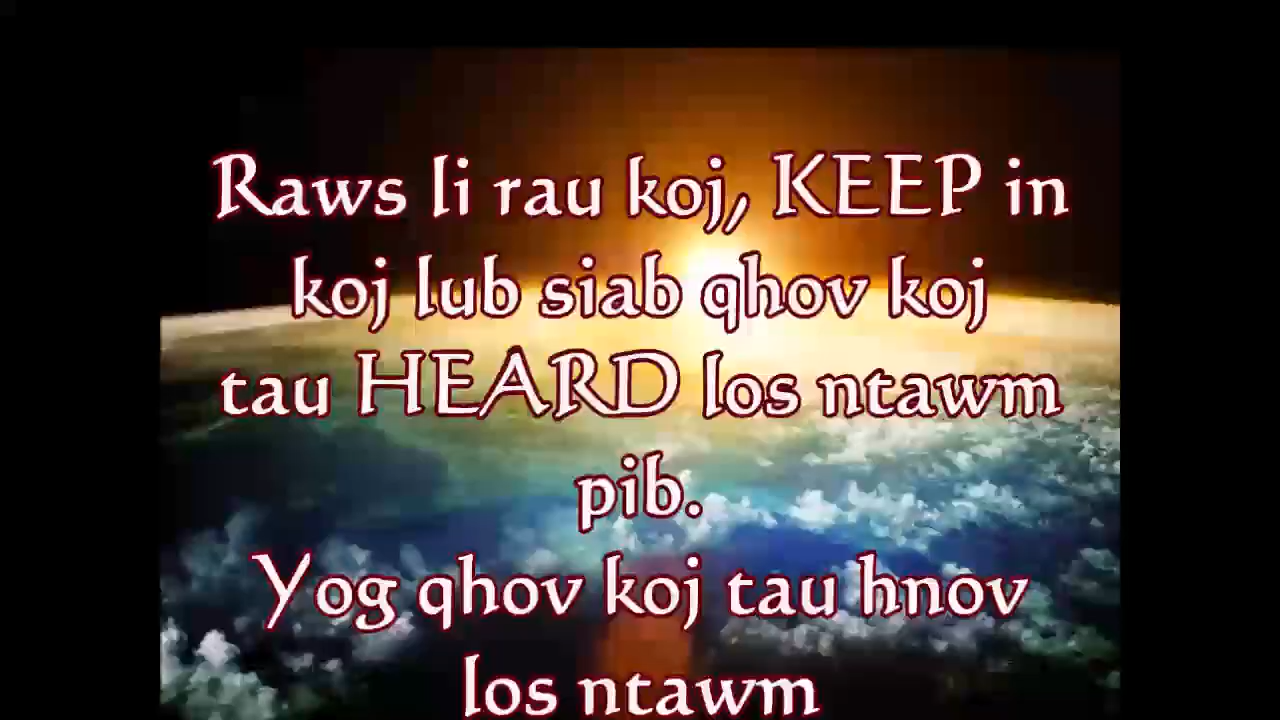 Raws li rau koj, KEEP in
koj lub siab qhov koj
tau HEARD los ntawm
pib.
Yog qhov koj tau hnov
los ntawm